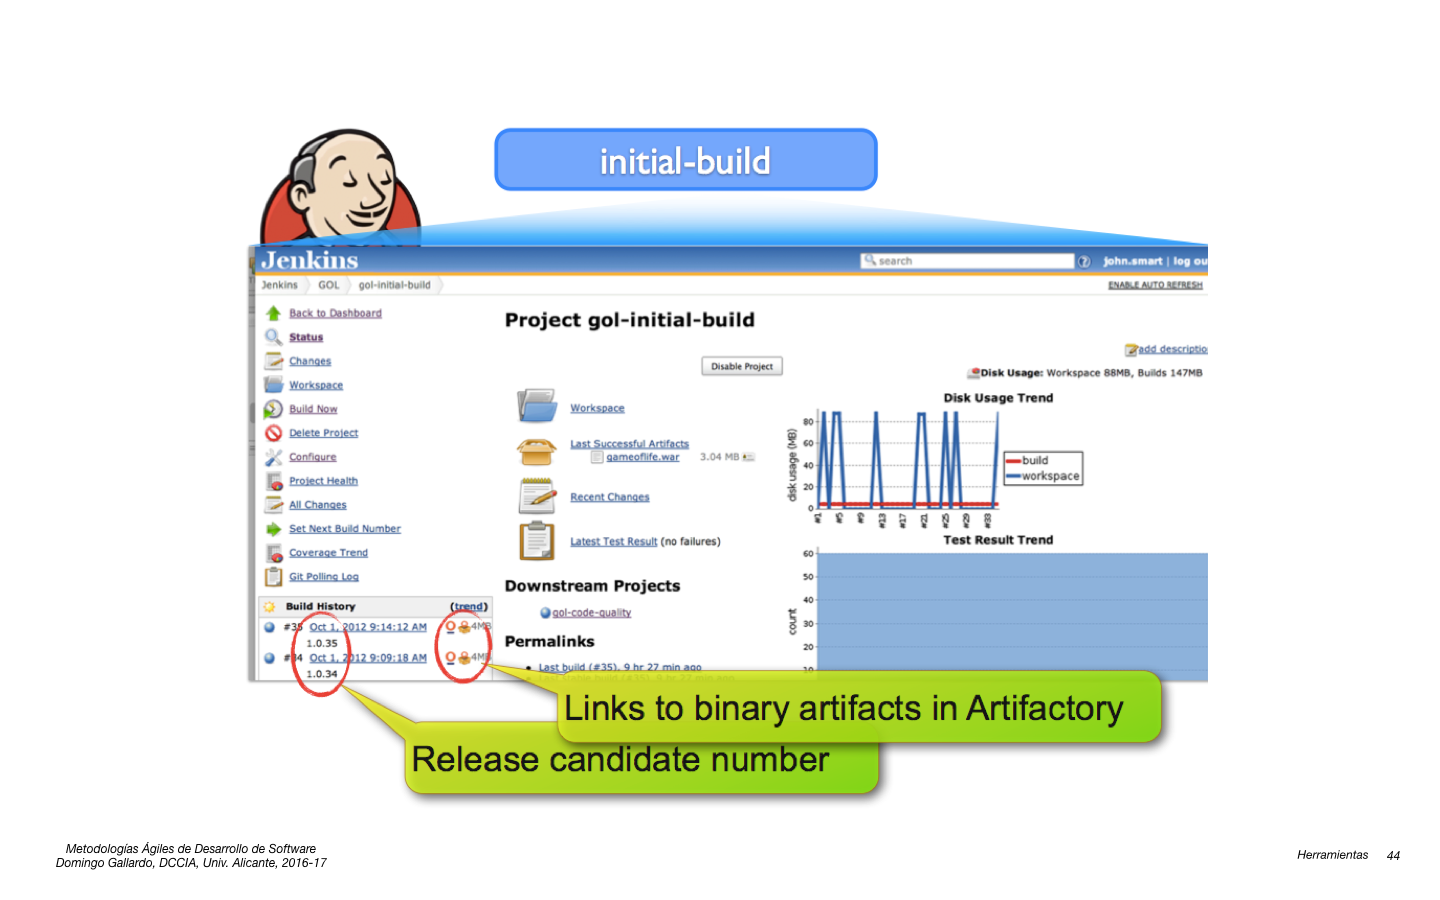 initial-build
Jenkins
search
john.smart | log ou
Jenkins GOL gol-initial-build
ENABLE AUTO REFRESH
Back to Dashboard
Status
Changes
Workspace
Build Now
Delete Project
Configure
Project Health
All Changes
Set Next Build Number
Coverage Trend
Git Polling Log
Build History (trend)
#35 Oct 1, 2012 9:14:12 AM 4MB
1.0.35
#34 Oct 1, 2012 9:09:18 AM 4MB
1.0.34
Project gol-initial-build
Disable Project
add descriptio
Disk Usage: Workspace 88MB, Builds 147MB
Workspace
Last Successful Artifacts
gameoflife.war 3.04 MB
Recent Changes
Latest Test Result (no failures)
Downstream Projects
gol-code-quality
Permalinks
Last build (#35), 9 hr 27 min ago
Disk Usage Trend
disk usage (MB)
80
60
40
20
0
#1 #5 #9 #13 #17 #21 #25 #29 #33
build
workspace
Test Result Trend
count
60
50
40
30
20
10
Links to binary artifacts in Artifactory
Release candidate number
Metodologías Ágiles de Desarrollo de Software
Domingo Gallardo, DCCIA, Univ. Alicante, 2016-17
Herramientas 44